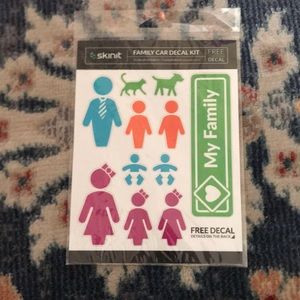 skinit
FAMILY CAR DECAL KIT
FREE
DECAL
My Family
FREE DECAL
DETAILS ON THE BACK